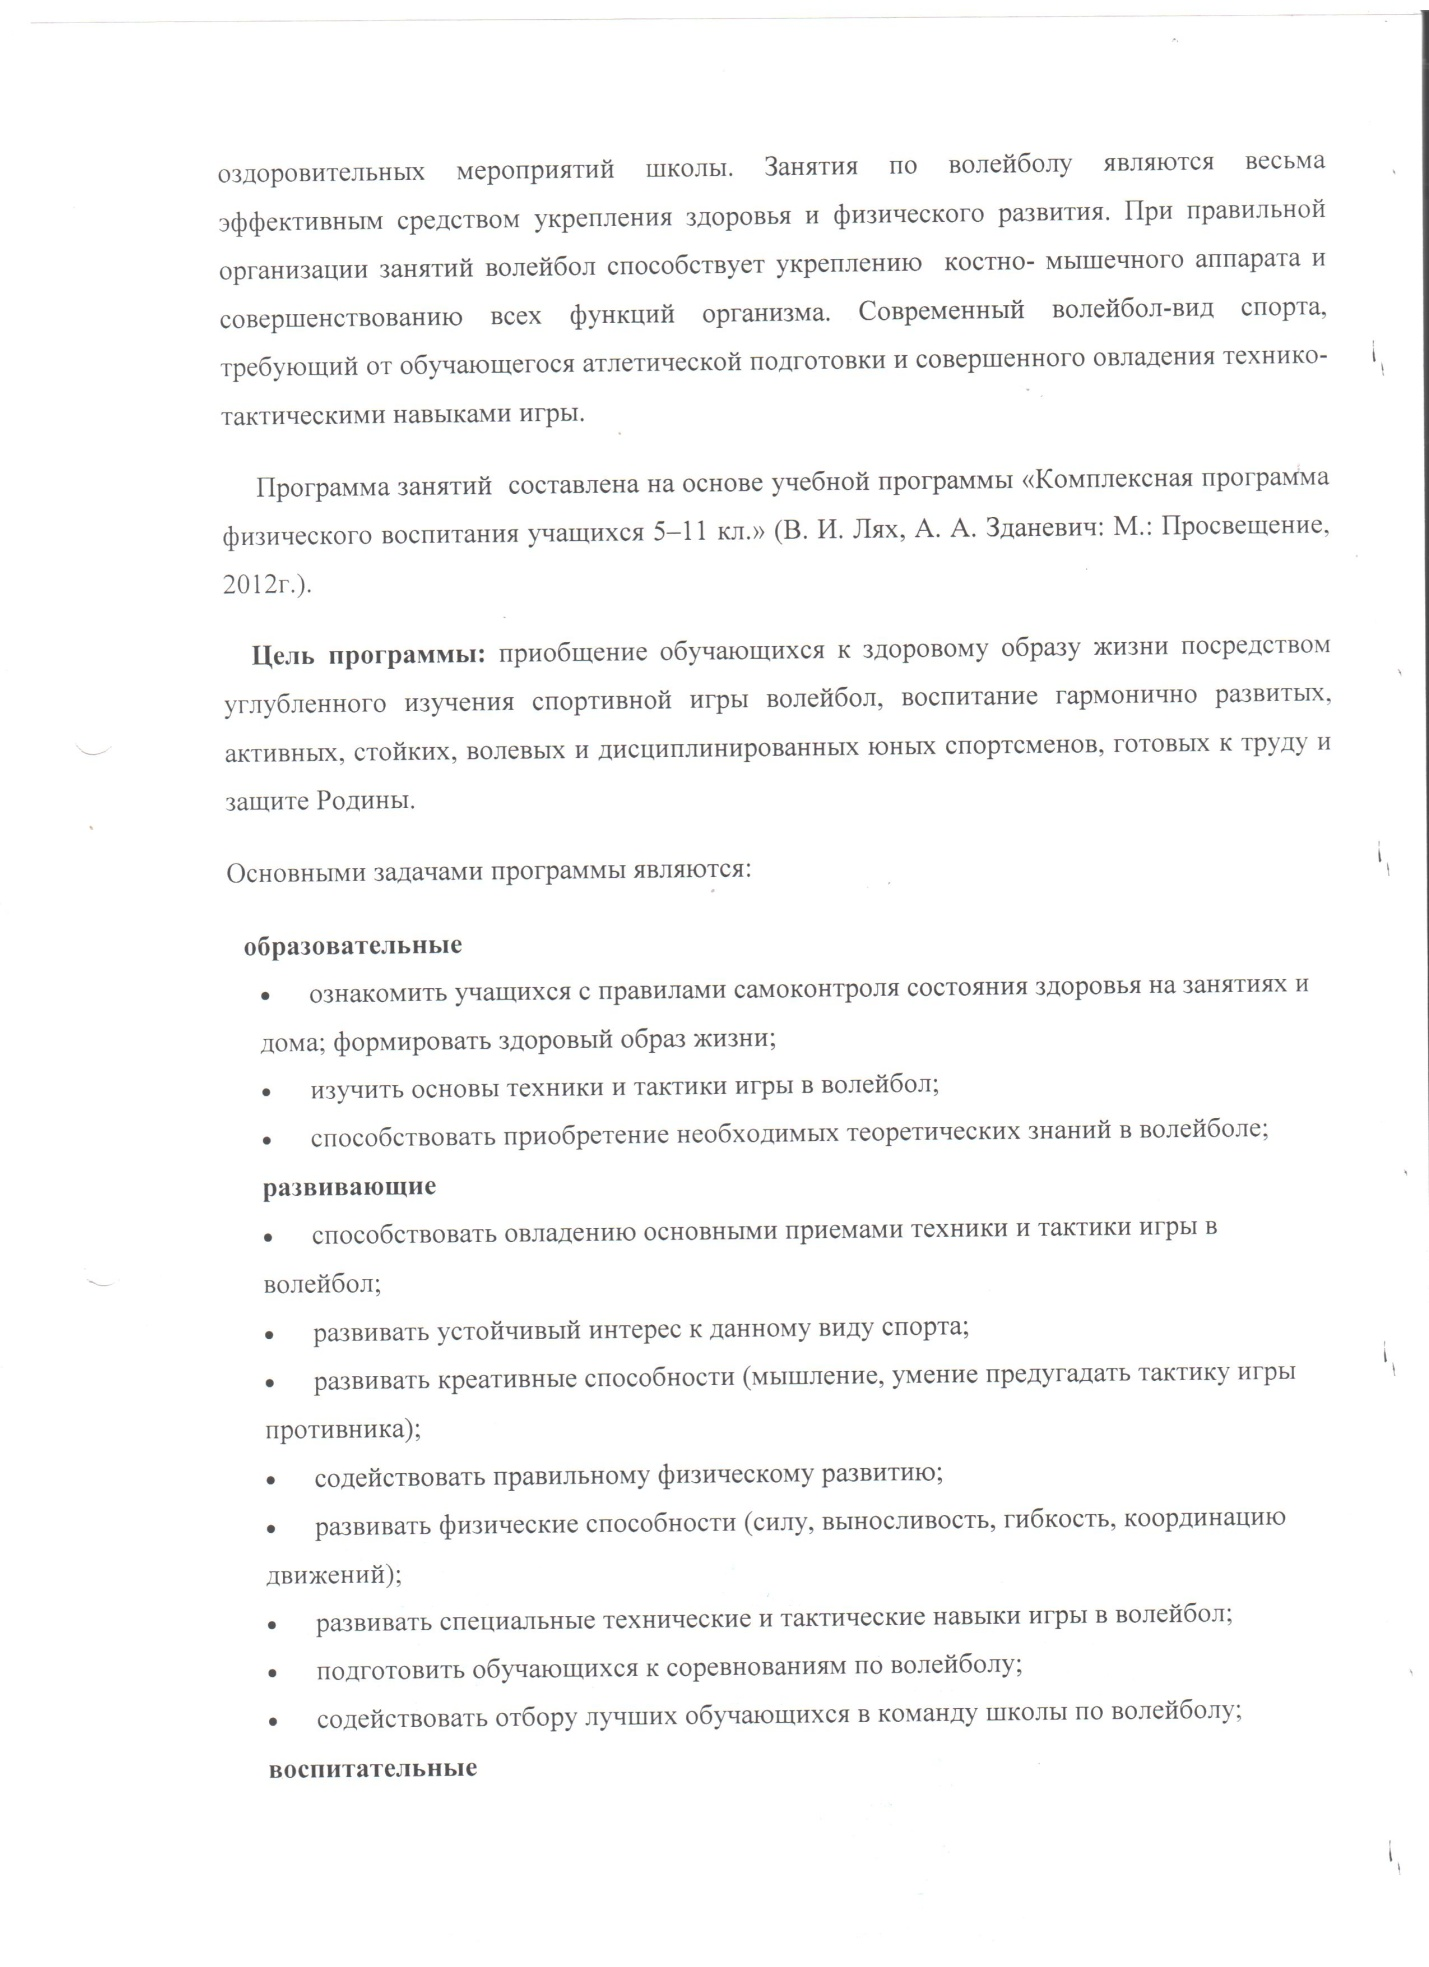 оздоровительных мероприятий школы. Занятия по волейболу являются весьма
эффективным средством укрепления здоровья и физического развития. При правильной
организации занятий волейбол способствует укреплению костно- мышечного аппарата и
совершенствованию всех функций организма. Современный волейбол-вид спорта,
требующий от обучающегося атлетической подготовки и совершенного овладения технико-
тактическими навыками игры.
Программа занятий составлена на основе учебной программы «Комплексная программа
физического воспитания учащихся 5–11 кл.» (В. И. Лях, А. А. Зданевич: М.: Просвещение,
2012г.).
Цель программы: приобщение обучающихся к здоровому образу жизни посредством
углубленного изучения спортивной игры волейбол, воспитание гармонично развитых,
активных, стойких, волевых и дисциплинированных юных спортсменов, готовых к труду и
защите Родины.
Основными задачами программы являются:
образовательные
• ознакомить учащихся с правилами самоконтроля состояния здоровья на занятиях и
дома; формировать здоровый образ жизни;
• изучить основы техники и тактики игры в волейбол;
• способствовать приобретение необходимых теоретических знаний в волейболе;
развивающие
• способствовать овладению основными приемами техники и тактики игры в
волейбол;
• развивать устойчивый интерес к данному виду спорта;
• развивать креативные способности (мышление, умение предугадать тактику игры
противника);
• содействовать правильному физическому развитию;
• развивать физические способности (силу, выносливость, гибкость, координацию
движений);
• развивать специальные технические и тактические навыки игры в волейбол;
• подготовить обучающихся к соревнованиям по волейболу;
• содействовать отбору лучших обучающихся в команду школы по волейболу;
воспитательные